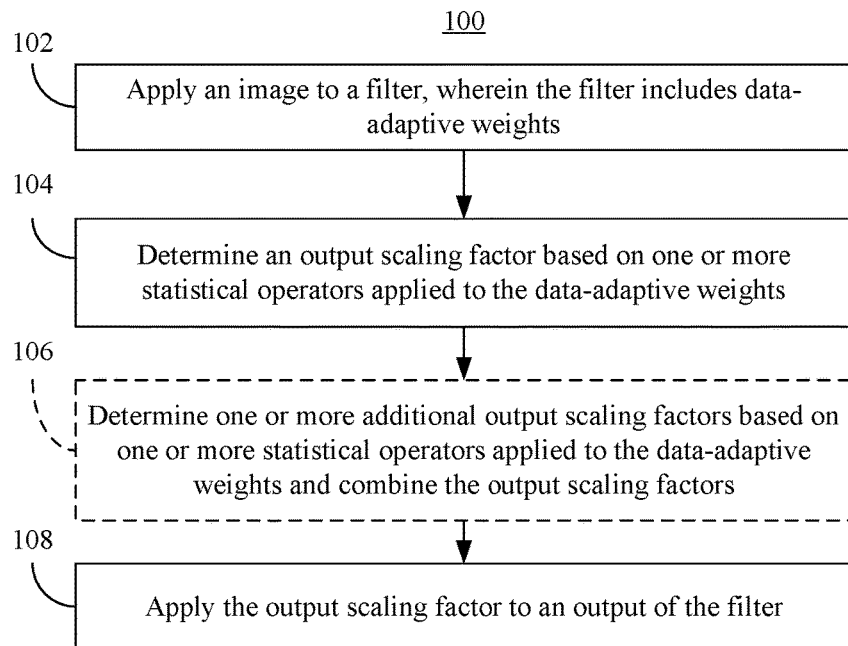 100
102
Apply an image to a filter, wherein the filter includes data-
adaptive weights
104
Determine an output scaling factor based on one or more
statistical operators applied to the data-adaptive weights
106
Determine one or more additional output scaling factors based on
one or more statistical operators applied to the data-adaptive
weights and combine the output scaling factors
108
Apply the output scaling factor to an output of the filter